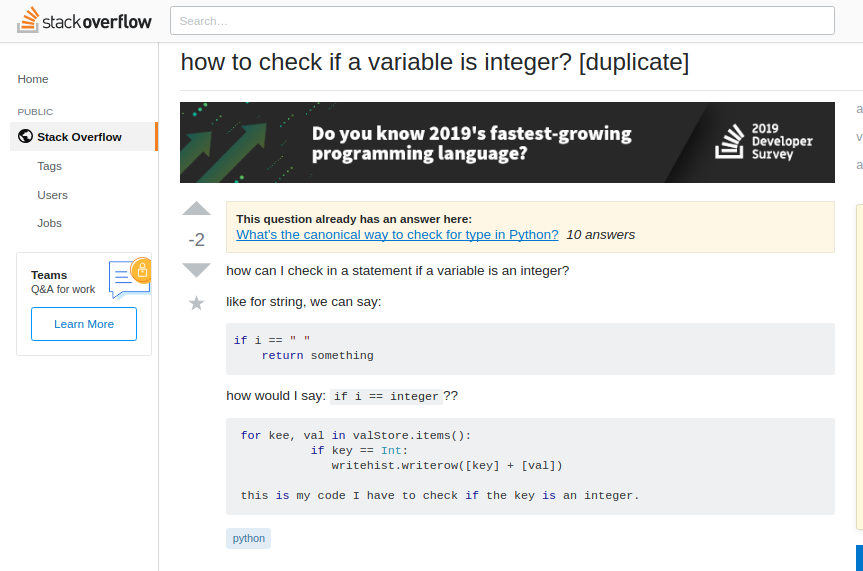 stackoverflow
Search…
how to check if a variable is integer? [duplicate]
Home
PUBLIC
Stack Overflow
Tags
Users
Jobs
Teams
Q&A for work
Learn More
Do you know 2019's fastest-growing
programming language?
2019
Developer
Survey
-2
This question already has an answer here:
What's the canonical way to check for type in Python? 10 answers
how can I check in a statement if a variable is an integer?
like for string, we can say:
if i == " "
    return something
how would I say: if i == integer ??
for kee, val in valStore.items():
          if key == Int:
             writehist.writerow([key] + [val])
this is my code I have to check if the key is an integer.
python
a
v
a